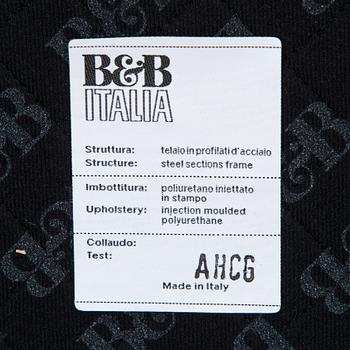 B&B
ITALIA
Struttura: telaio in profilati d'acciaio
Structure: steel sections frame
Imbottitura: poliuretano iniettato
in stampo
Upholstery: injection moulded
polyurethane
Collaudo:
Test: AHCG
Made in Italy